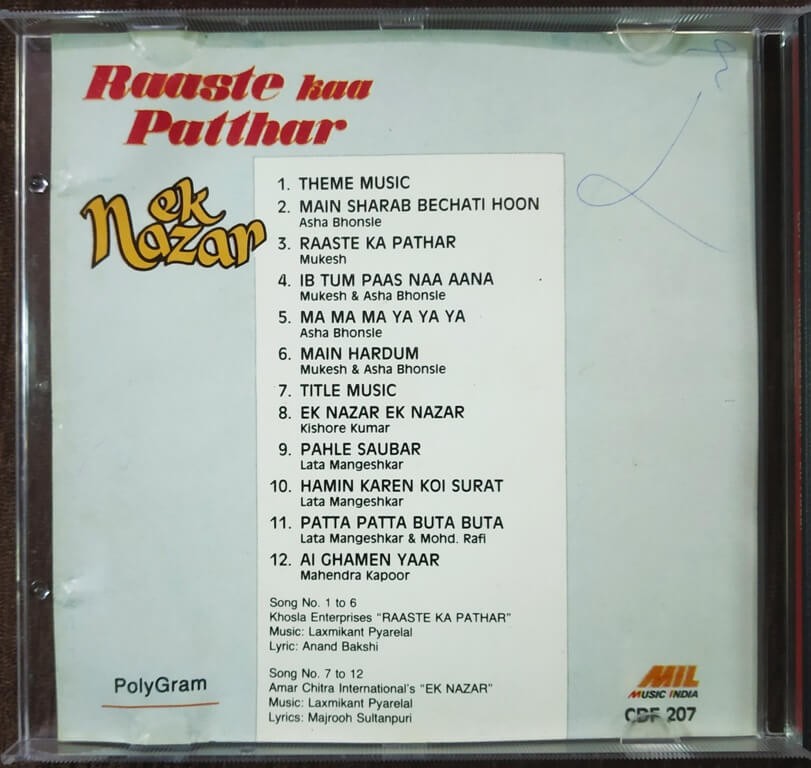 Raaste kaa
Patthar
ek
Nazar
1. THEME MUSIC
2. MAIN SHARAB BECHATI HOON
Asha Bhonsle
3. RAASTE KA PATHAR
Mukesh
4. IB TUM PAAS NAA AANA
Mukesh & Asha Bhonsle
5. MA MA MA YA YA YA
Asha Bhonsle
6. MAIN HARDUM
Mukesh & Asha Bhonsle
7. TITLE MUSIC
8. EK NAZAR EK NAZAR
Kishore Kumar
9. PAHLE SAUBAR
Lata Mangeshkar
10. HAMIN KAREN KOI SURAT
Lata Mangeshkar
11. PATTA PATTA BUTA BUTA
Lata Mangeshkar & Mohd. Rafi
12. AI GHAMEN YAAR
Mahendra Kapoor
Song No. 1 to 6
Khosla Enterprises "RAASTE KA PATHAR"
Music: Laxmikant Pyarelal
Lyric: Anand Bakshi
Song No. 7 to 12
Amar Chitra International's "EK NAZAR"
Music: Laxmikant Pyarelal
Lyrics: Majrooh Sultanpuri
PolyGram
MIL
MUSIC INDIA
CDF 207